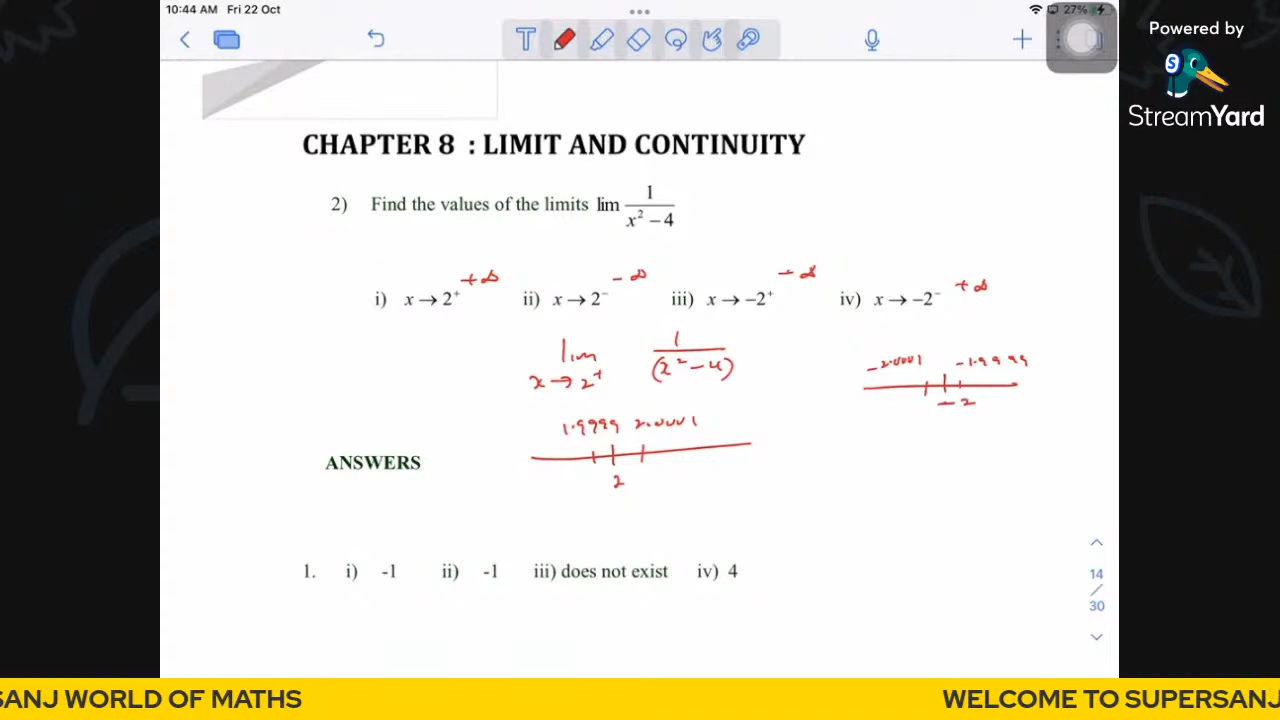 10:44 AM Fri 22 Oct
27%
Powered by
StreamYard
CHAPTER 8 : LIMIT AND CONTINUITY
2) Find the values of the limits lim 1/(x² − 4)
+∞ −∞ −∞ +∞
i) x → 2⁺ ii) x → 2⁻ iii) x → −2⁺ iv) x → −2⁻
lim x → 2⁺ 1/(x² − 4)
−2.0001 −1.9999
−2
1.9999 2.0001
2
ANSWERS
1. i) -1 ii) -1 iii) does not exist iv) 4
14
/
30
SANJ WORLD OF MATHS
WELCOME TO SUPERSANJ